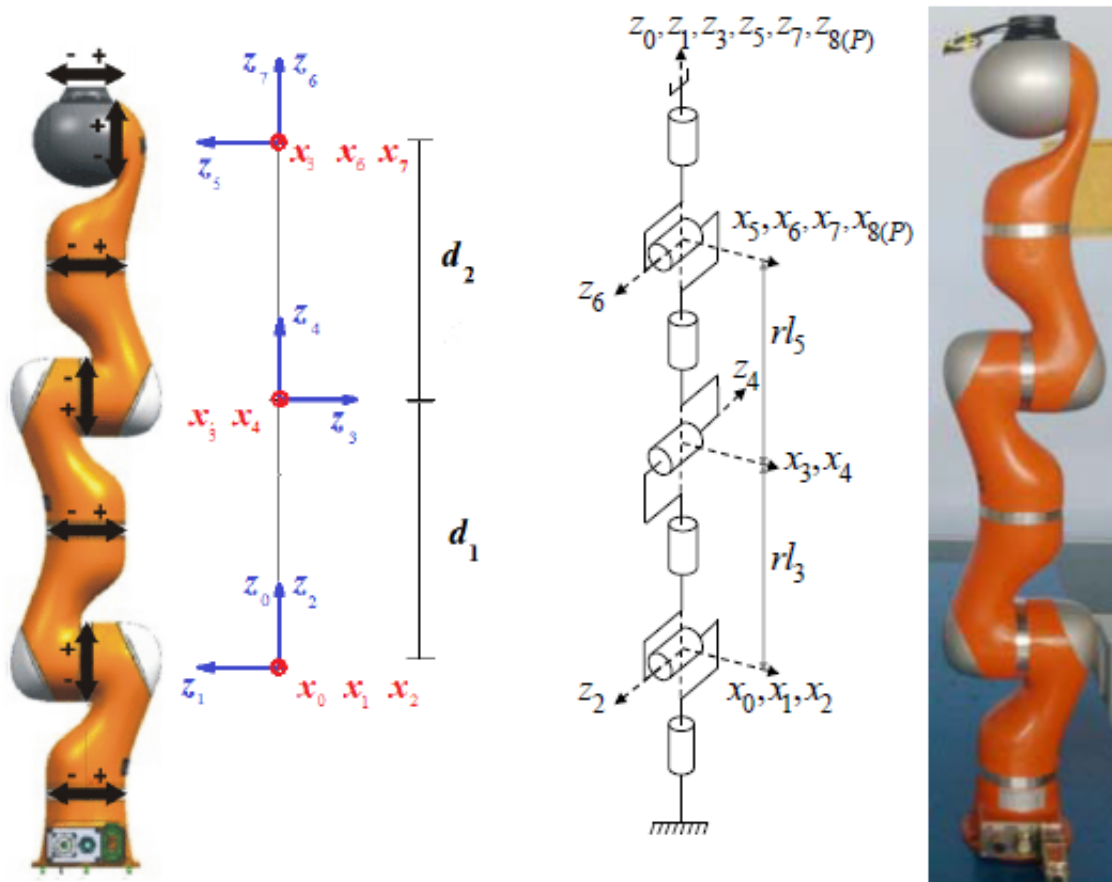 - +
+
-
- +
-
+
- +
+
-
- +
z₇ z₆
z₅
x₅ x₆ x₇
d₂
z₄
x₃ x₄
z₃
d₁
z₀ z₂
z₁
x₀ x₁ x₂
z₀, z₁, z₃, z₅, z₇, z₈₍P₎
x₅, x₆, x₇, x₈₍P₎
z₆
rl₅
z₄
x₃, x₄
rl₃
z₂
x₀, x₁, x₂